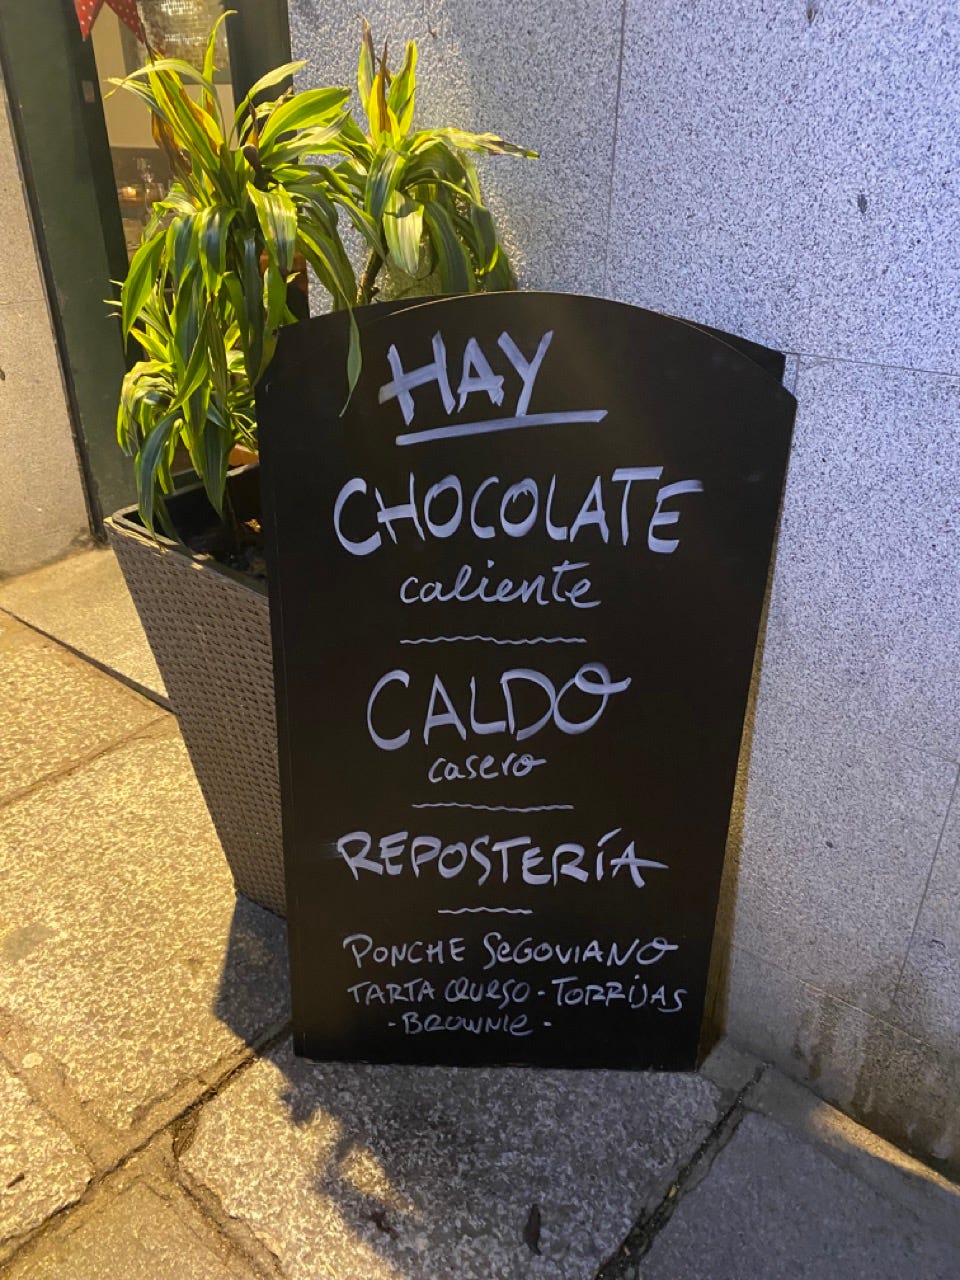 HAY
CHOCOLATE
caliente
CALDO
casero
REPOSTERÍA
PONCHE SEGOVIANO
TARTA QUESO - TORRIJAS
- BROWNIE -